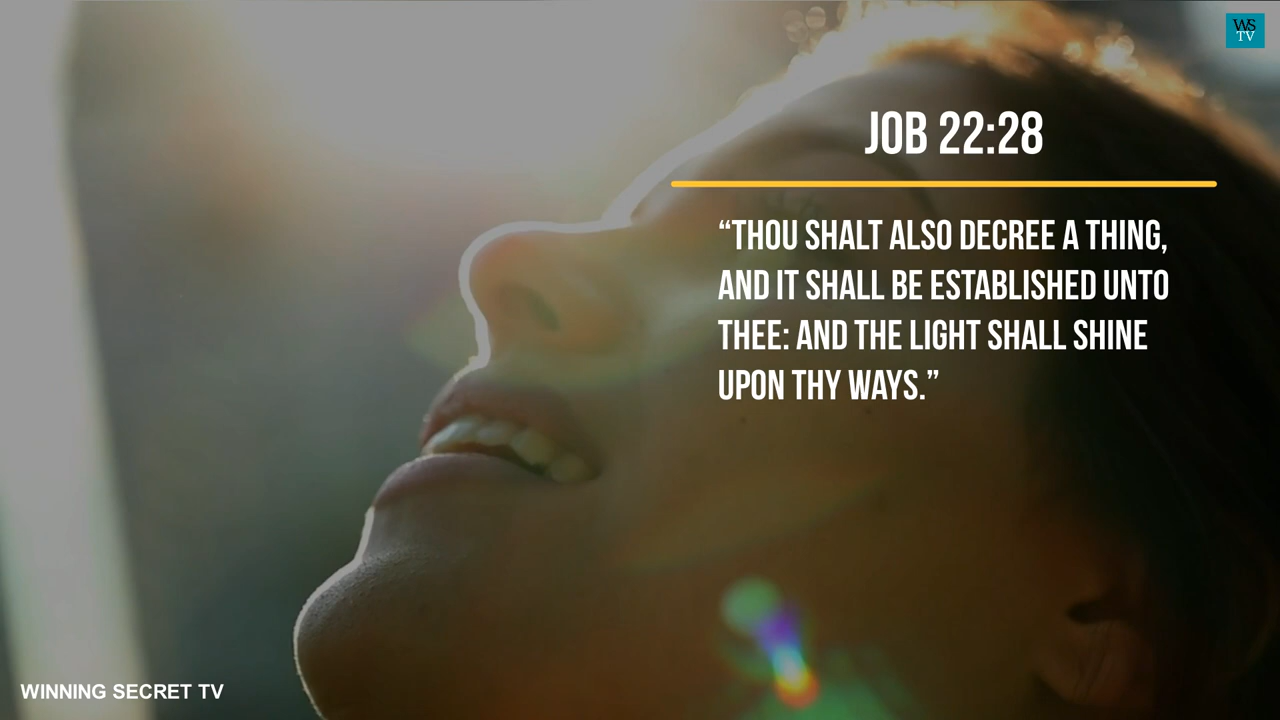 WS
TV
JOB 22:28
“THOU SHALT ALSO DECREE A THING,
AND IT SHALL BE ESTABLISHED UNTO
THEE: AND THE LIGHT SHALL SHINE
UPON THY WAYS.”
WINNING SECRET TV